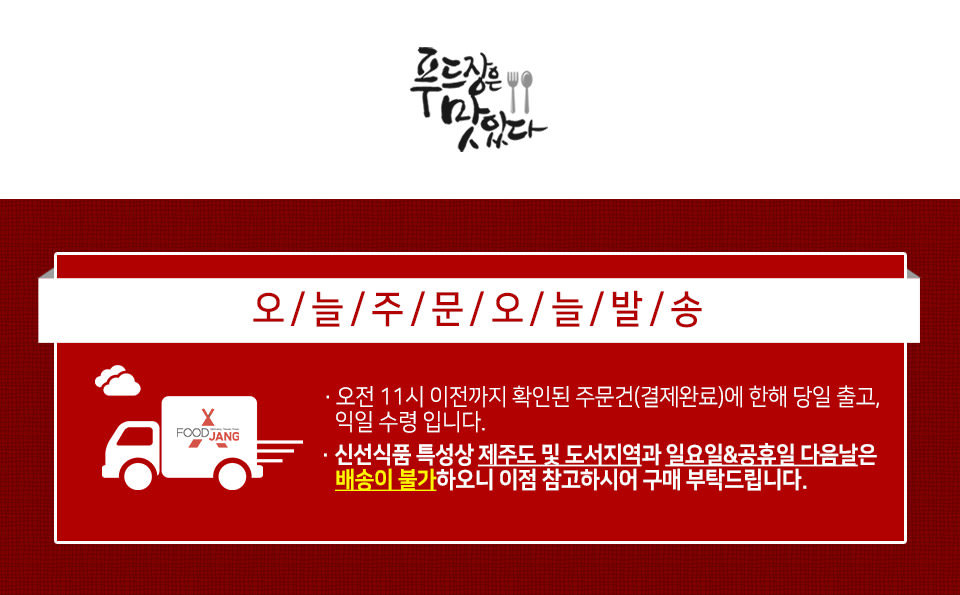 푸드장은
맛있다
오/늘/주/문/오/늘/발/송
· 오전 11시 이전까지 확인된 주문건(결제완료)에 한해 당일 출고,
익일 수령 입니다.
· 신선식품 특성상 제주도 및 도서지역과 일요일&공휴일 다음날은
배송이 불가하오니 이점 참고하시어 구매 부탁드립니다.
FOOD JANG